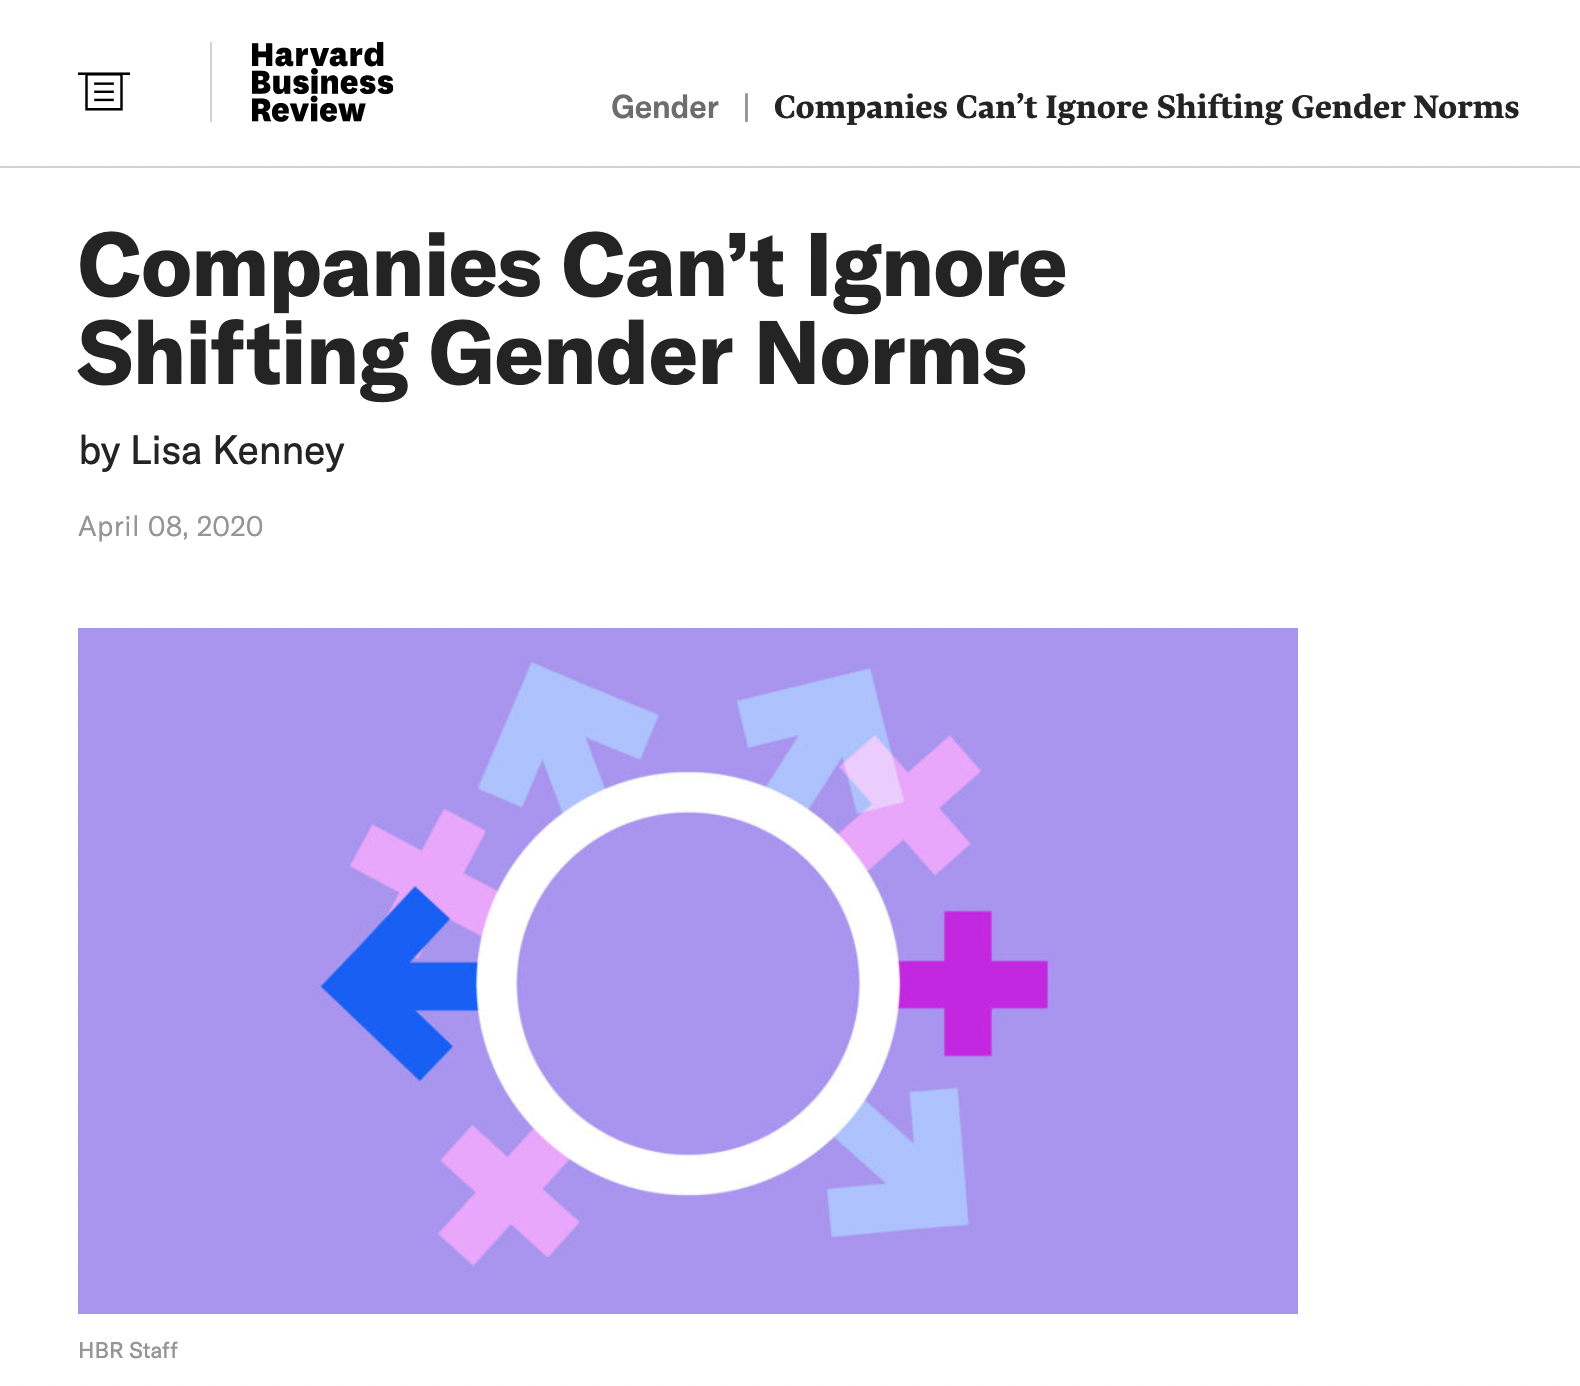 Harvard
Business
Review
Gender | Companies Can’t Ignore Shifting Gender Norms
Companies Can’t Ignore
Shifting Gender Norms
by Lisa Kenney
April 08, 2020
HBR Staff